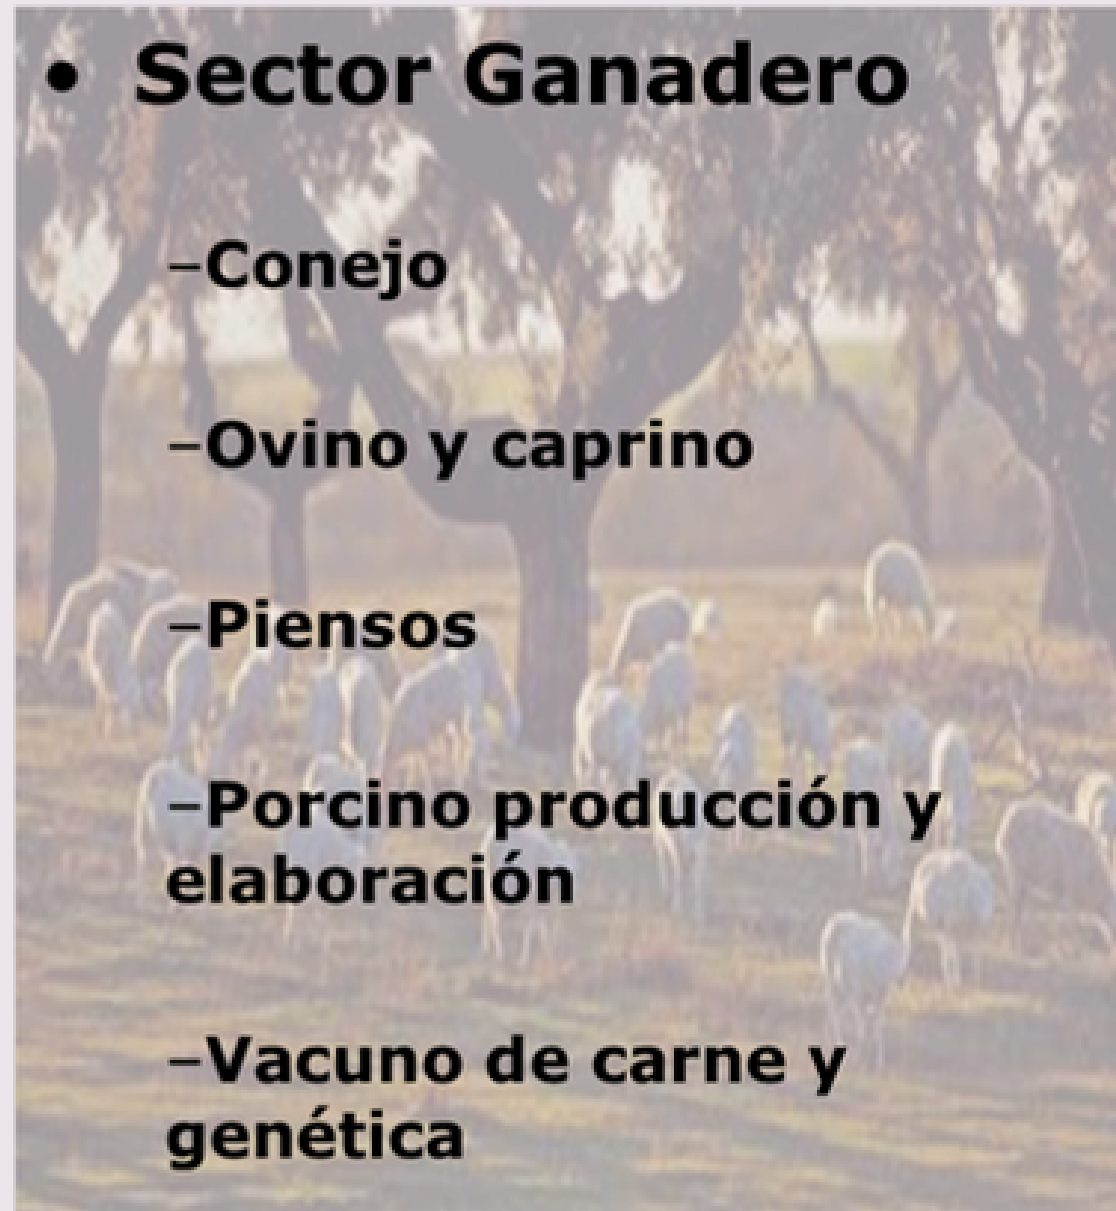 • Sector Ganadero
–Conejo
–Ovino y caprino
–Piensos
–Porcino producción y
elaboración
–Vacuno de carne y
genética